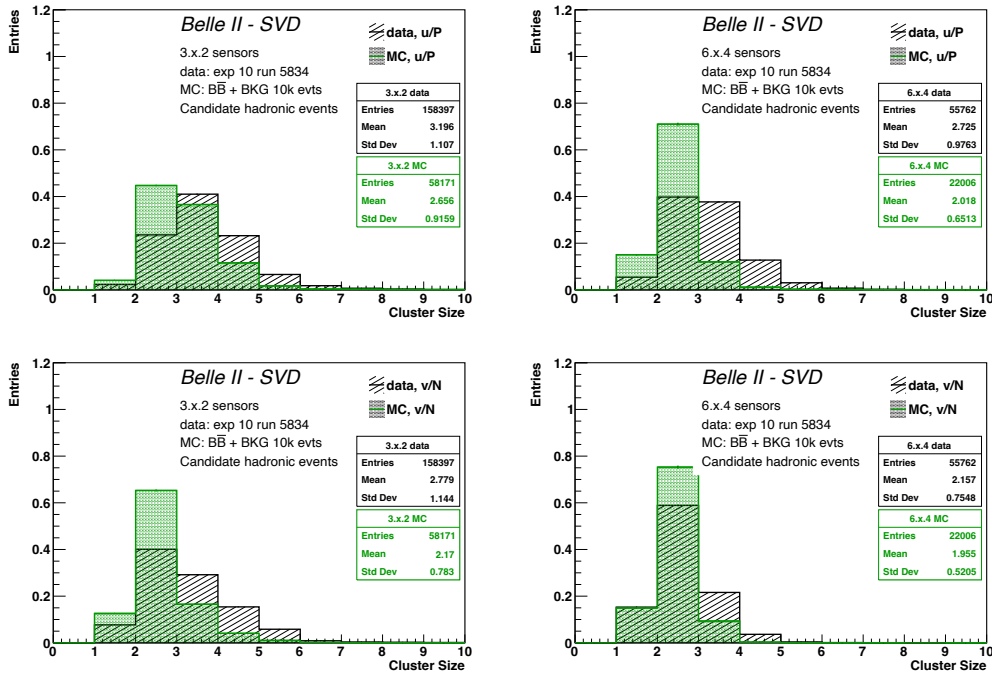 Entries
1.2
1
0.8
0.6
0.4
0.2
0
Belle II - SVD
3.x.2 sensors
data: exp 10 run 5834
MC: BB̅ + BKG 10k evts
Candidate hadronic events
data, u/P
MC, u/P
3.x.2 data
Entries 158397
Mean 3.196
Std Dev 1.107
3.x.2 MC
Entries 58171
Mean 2.656
Std Dev 0.9159
0 1 2 3 4 5 6 7 8 9 10
Cluster Size
Entries
1.2
1
0.8
0.6
0.4
0.2
0
Belle II - SVD
6.x.4 sensors
data: exp 10 run 5834
MC: BB̅ + BKG 10k evts
Candidate hadronic events
data, u/P
MC, u/P
6.x.4 data
Entries 55762
Mean 2.725
Std Dev 0.9763
6.x.4 MC
Entries 22006
Mean 2.018
Std Dev 0.6513
0 1 2 3 4 5 6 7 8 9 10
Cluster Size
Entries
1.2
1
0.8
0.6
0.4
0.2
0
Belle II - SVD
3.x.2 sensors
data: exp 10 run 5834
MC: BB̅ + BKG 10k evts
Candidate hadronic events
data, v/N
MC, v/N
3.x.2 data
Entries 158397
Mean 2.779
Std Dev 1.144
3.x.2 MC
Entries 58171
Mean 2.17
Std Dev 0.783
0 1 2 3 4 5 6 7 8 9 10
Cluster Size
Entries
1.2
1
0.8
0.6
0.4
0.2
0
Belle II - SVD
6.x.4 sensors
data: exp 10 run 5834
MC: BB̅ + BKG 10k evts
Candidate hadronic events
data, v/N
MC, v/N
6.x.4 data
Entries 55762
Mean 2.157
Std Dev 0.7548
6.x.4 MC
Entries 22006
Mean 1.955
Std Dev 0.5205
0 1 2 3 4 5 6 7 8 9 10
Cluster Size